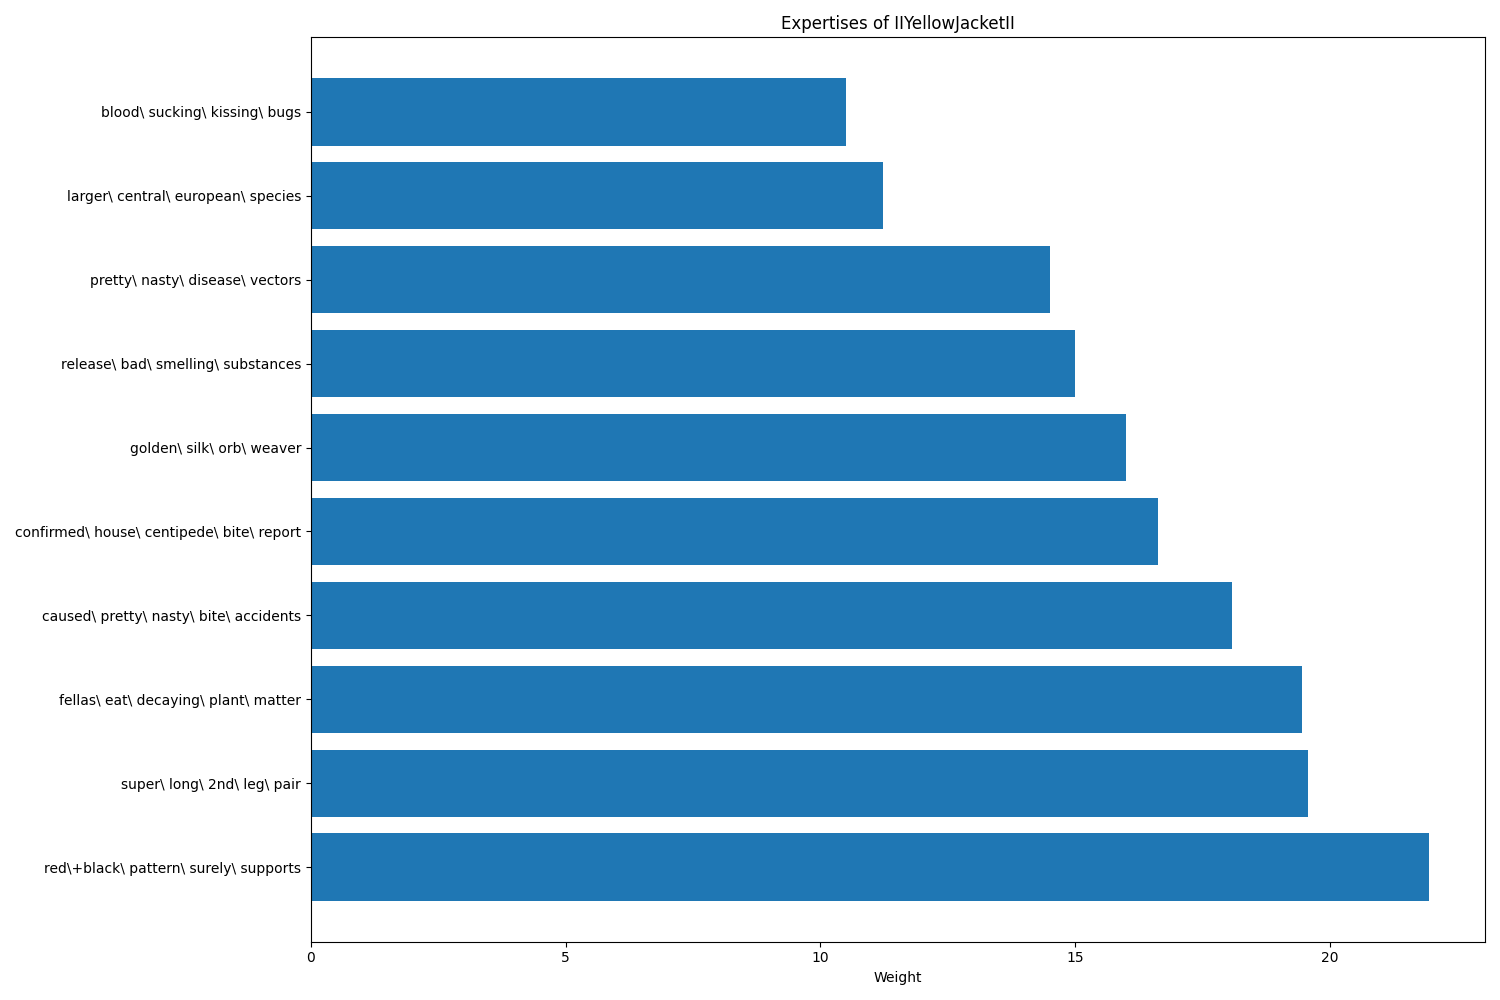 Expertises of IIYellowJacketII
blood\ sucking\ kissing\ bugs
larger\ central\ european\ species
pretty\ nasty\ disease\ vectors
release\ bad\ smelling\ substances
golden\ silk\ orb\ weaver
confirmed\ house\ centipede\ bite\ report
caused\ pretty\ nasty\ bite\ accidents
fellas\ eat\ decaying\ plant\ matter
super\ long\ 2nd\ leg\ pair
red\+black\ pattern\ surely\ supports
0 5 10 15 20
Weight